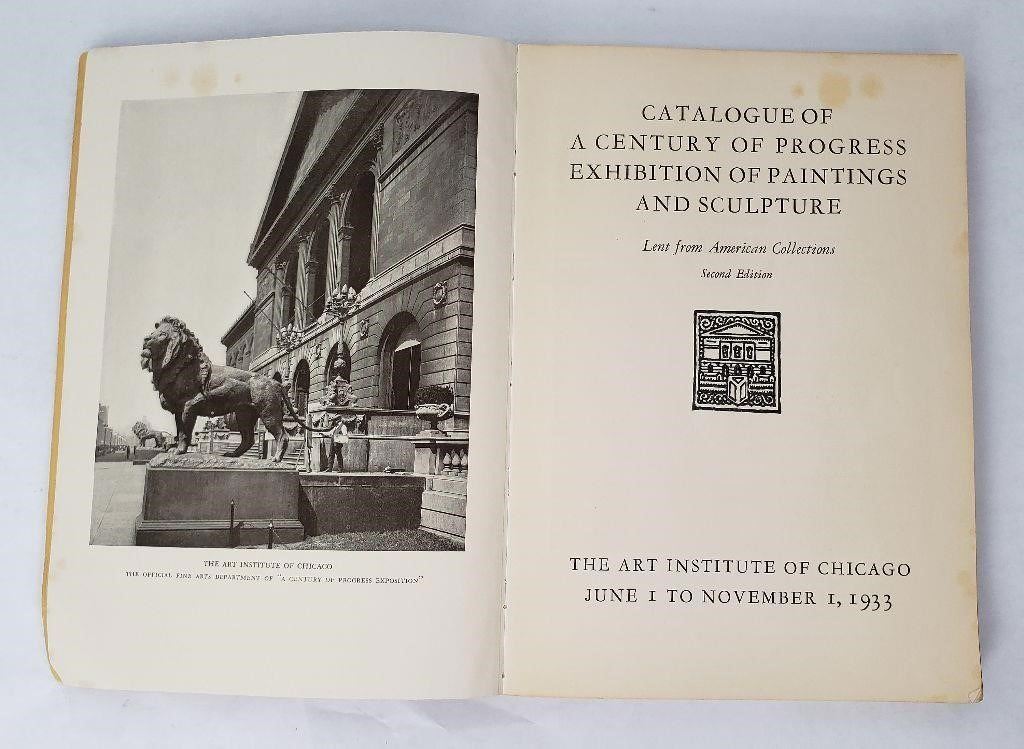 THE ART INSTITUTE OF CHICAGO
THE OFFICIAL FINE ARTS DEPARTMENT OF "A CENTURY OF PROGRESS EXPOSITION"
CATALOGUE OF
A CENTURY OF PROGRESS
EXHIBITION OF PAINTINGS
AND SCULPTURE
Lent from American Collections
Second Edition
THE ART INSTITUTE OF CHICAGO
JUNE 1 TO NOVEMBER 1, 1933